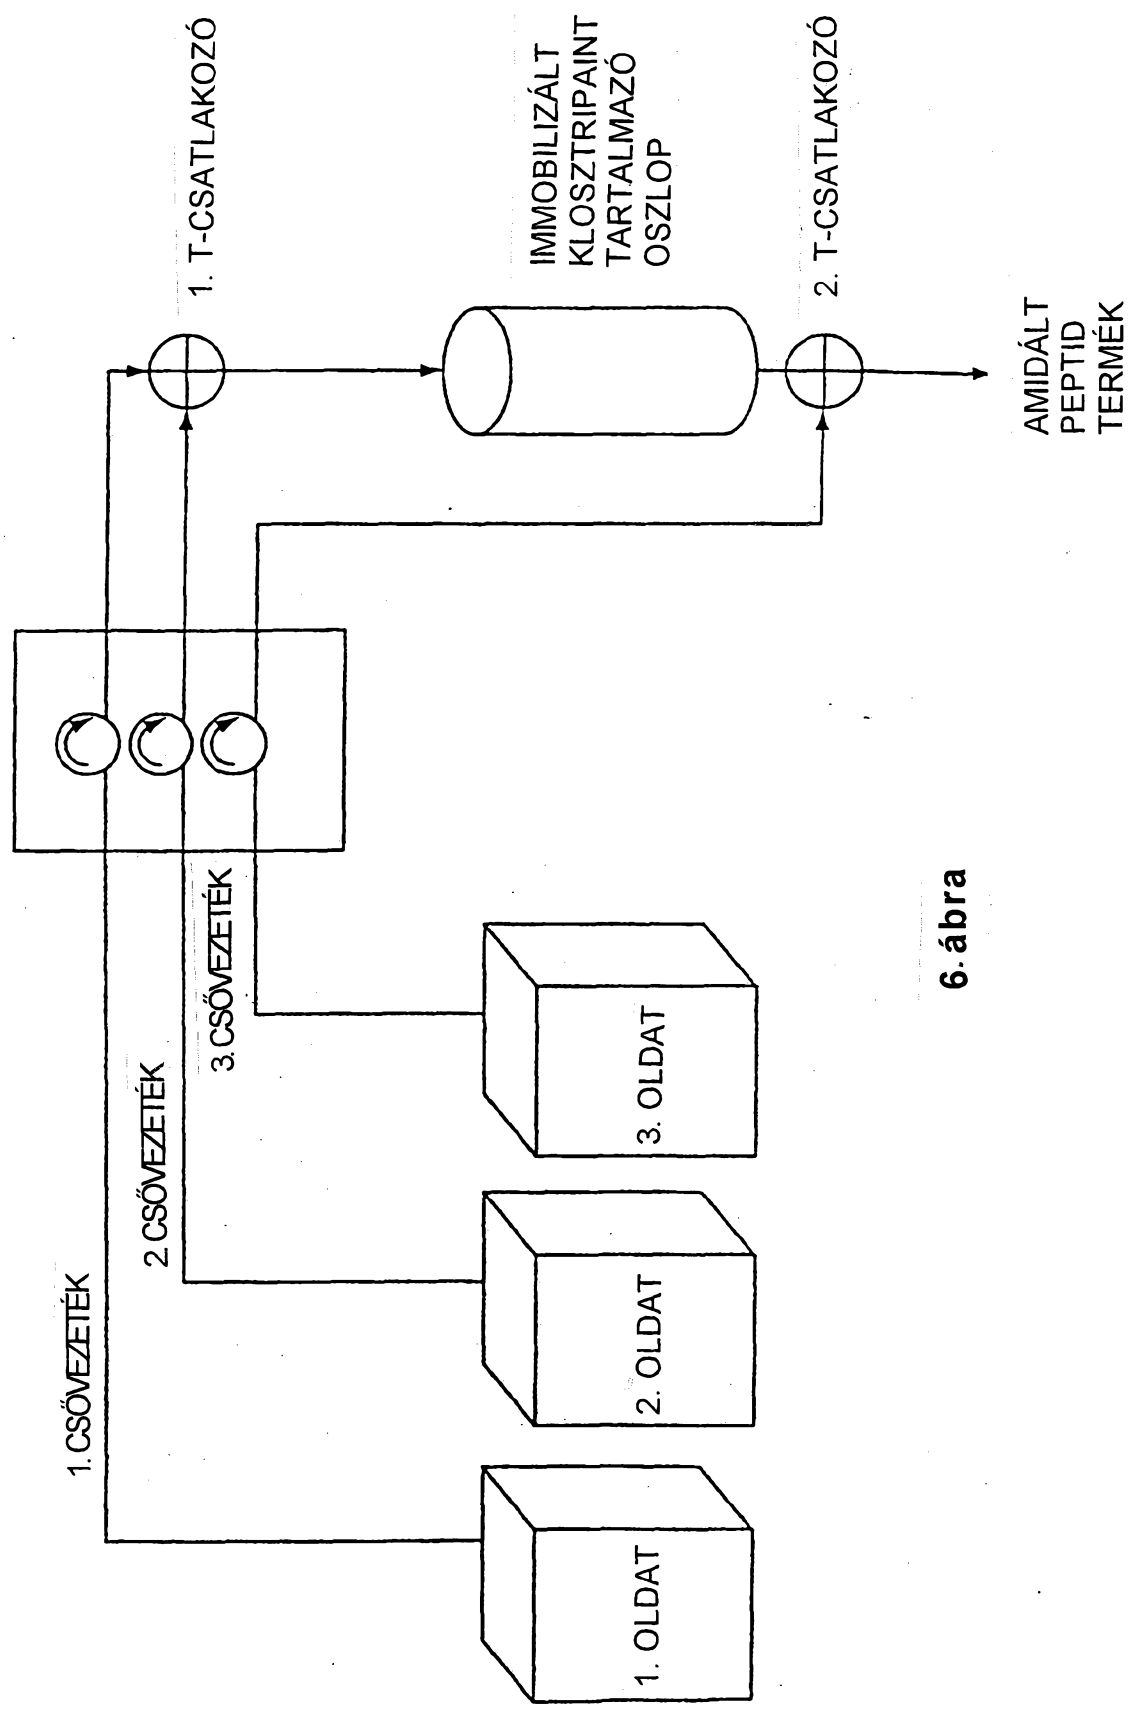 1. CSŐVEZETÉK
2. CSŐVEZETÉK
3. CSŐVEZETÉK
1. T-CSATLAKOZÓ
IMMOBILIZÁLT
KLOSZTRIPAINT
TARTALMAZÓ
OSZLOP
2. T-CSATLAKOZÓ
1. OLDAT
2. OLDAT
3. OLDAT
AMIDÁLT
PEPTID
TERMÉK
6. ábra